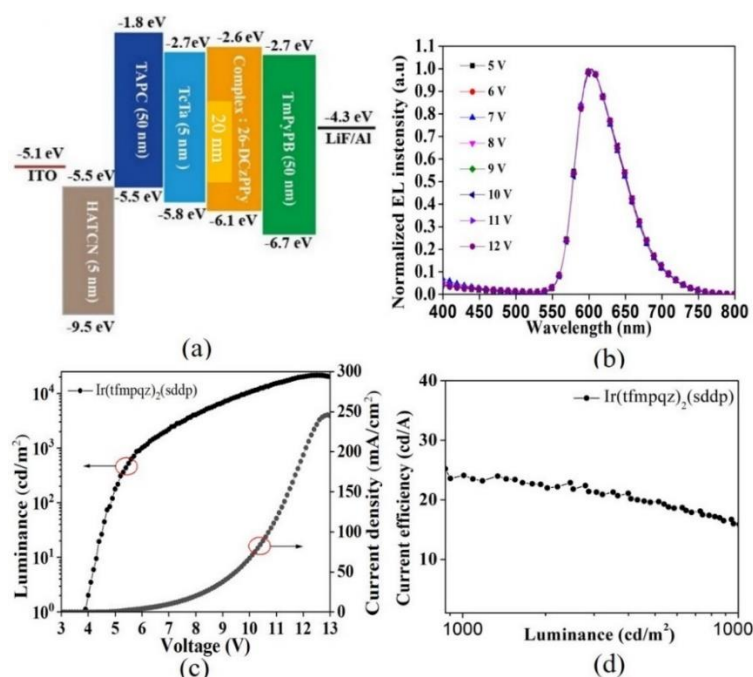 -1.8 eV
-2.7 eV
-2.6 eV
-2.7 eV
TAPC (50 nm)
TcTa (5 nm )
Complex : 26-DCzPPy
20 nm
TmPyPB (50 nm)
-4.3 eV
LiF/Al
-5.1 eV
ITO
-5.5 eV
HATCN (5 nm)
-9.5 eV
-5.5 eV
-5.8 eV
-6.1 eV
-6.7 eV
(a)
Normalized EL instensity (a.u)
1.0
0.9
0.8
0.7
0.6
0.5
0.4
0.3
0.2
0.1
0.0
5 V
6 V
7 V
8 V
9 V
10 V
11 V
12 V
400 450 500 550 600 650 700 750 800
Wavelength (nm)
(b)
Luminance (cd/m²)
10⁴
10³
10²
10¹
10⁰
Ir(tfmpqz)₂(sddp)
300
250
200
150
100
50
0
Current density (mA/cm²)
3 4 5 6 7 8 9 10 11 12 13
Voltage (V)
(c)
Current efficiency (cd/A)
40
30
20
10
Ir(tfmpqz)₂(sddp)
1000 1000
Luminance (cd/m²)
(d)